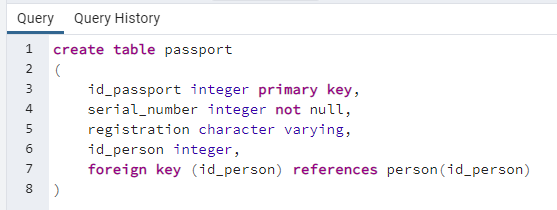 Query Query History
1 create table passport
2 (
3 id_passport integer primary key,
4 serial_number integer not null,
5 registration character varying,
6 id_person integer,
7 foreign key (id_person) references person(id_person)
8 )